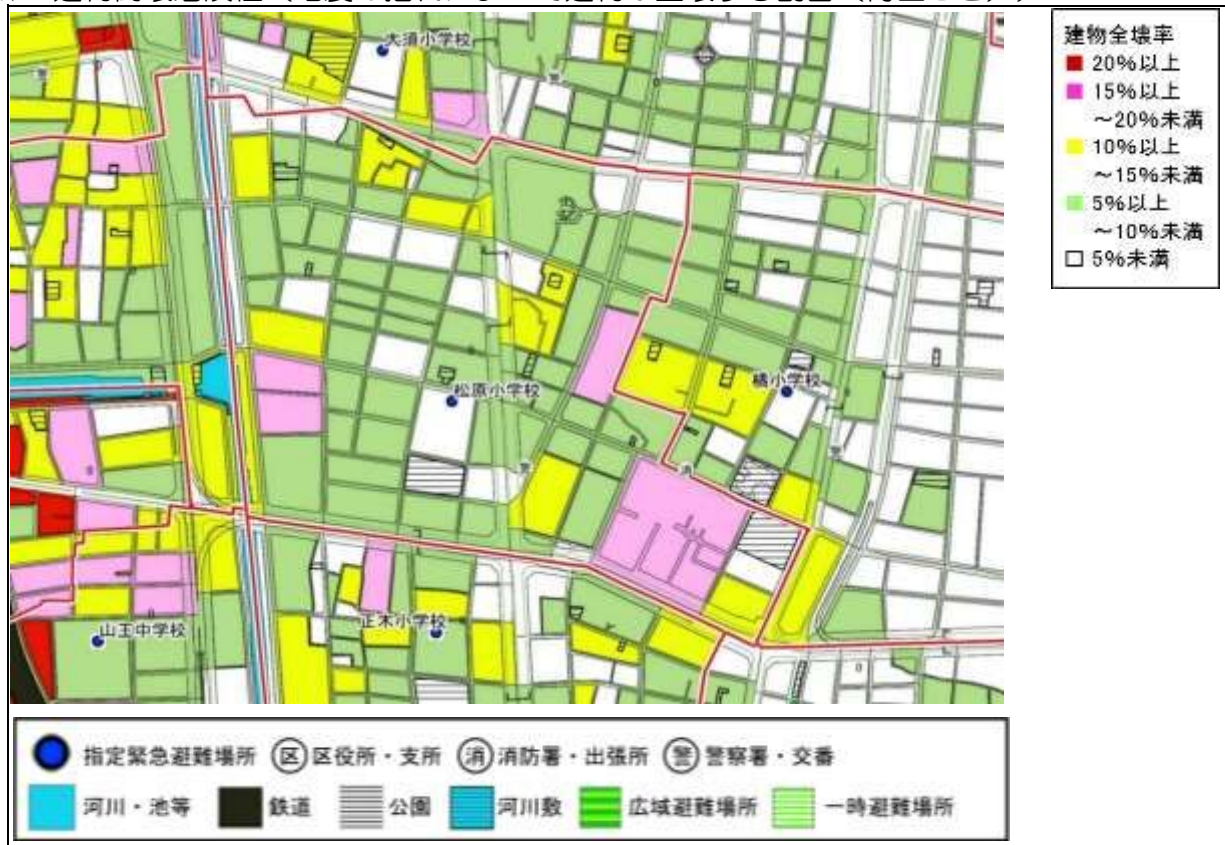 建物全壊率
20%以上
15%以上
～20%未満
10%以上
～15%未満
5%以上
～10%未満
5%未満
大須小学校
松原小学校
橘小学校
正木小学校
山王中学校
指定緊急避難場所 区 区役所・支所 消 消防署・出張所 警 警察署・交番
河川・池等 鉄道 公園 河川敷 広域避難場所 一時避難場所